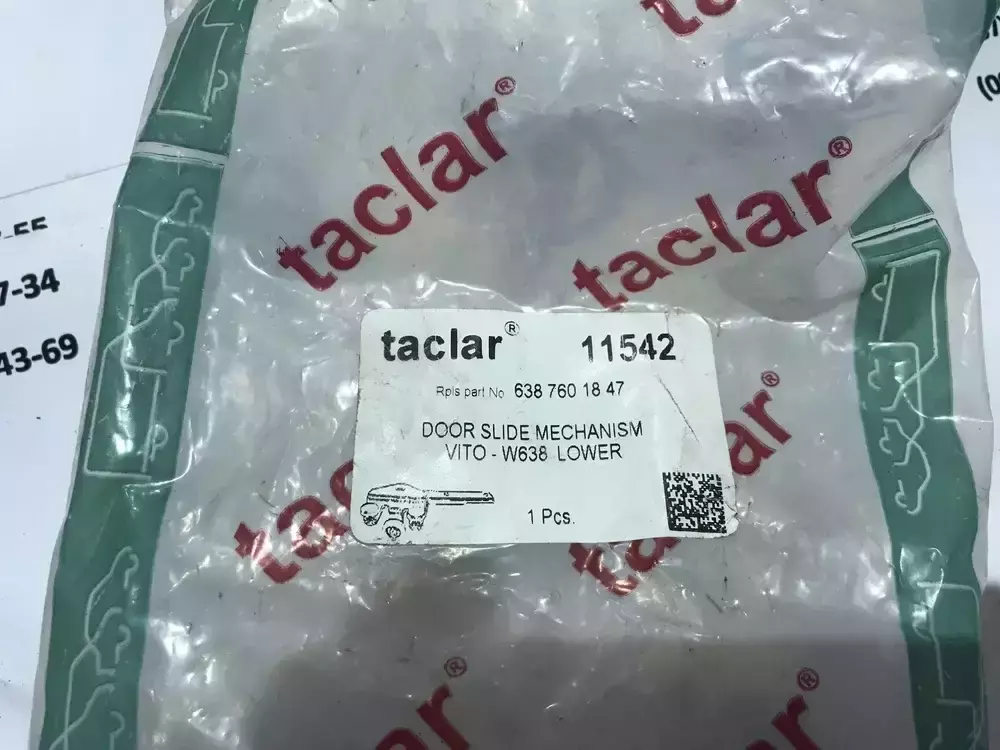 taclar®
taclar®
-55
7-34
43-69
taclar® 11542
Rpls part No 638 760 18 47
DOOR SLIDE MECHANISM
VITO - W638 LOWER
1 Pcs.